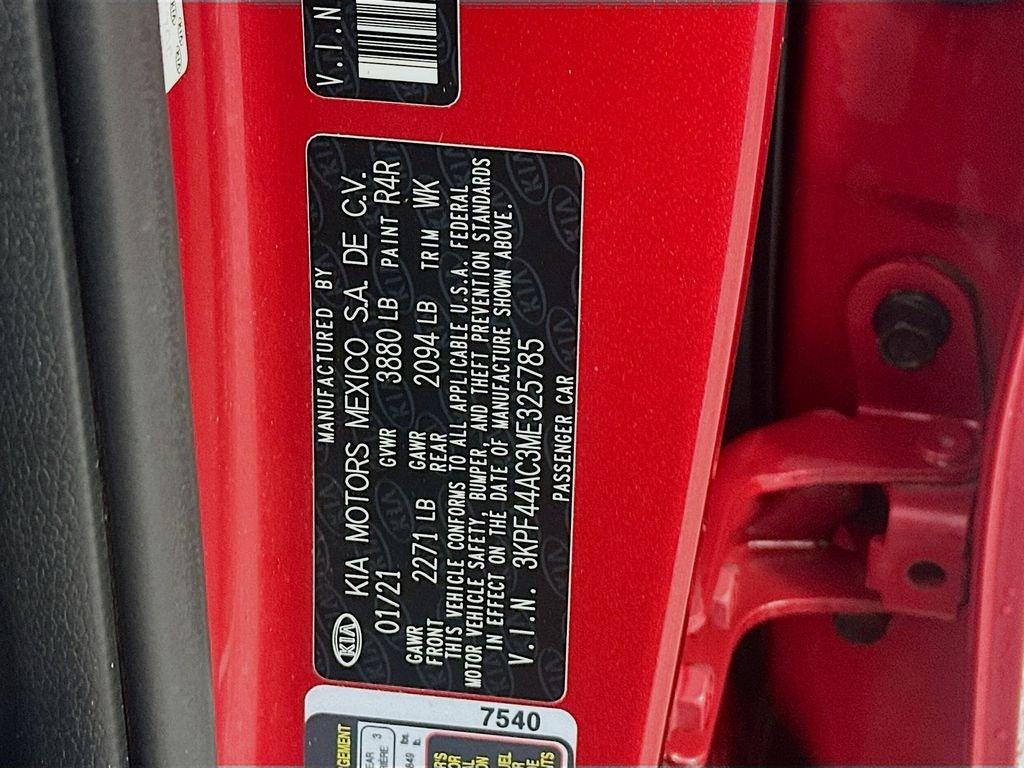 V.I.N
MANUFACTURED BY
KIA KIA MOTORS MEXICO S.A. DE C.V.
01/21 GVWR 3880 LB PAINT R4R
GAWR FRONT 2271 LB GAWR REAR 2094 LB TRIM WK
THIS VEHICLE CONFORMS TO ALL APPLICABLE U.S.A. FEDERAL
MOTOR VEHICLE SAFETY, BUMPER, AND THEFT PREVENTION STANDARDS
IN EFFECT ON THE DATE OF MANUFACTURE SHOWN ABOVE.
V.I.N. 3KPF44AC3ME325785
PASSENGER CAR
7540